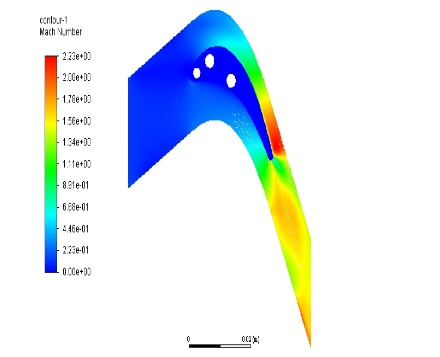 contour-1
Mach Number
2.23e+00
2.00e+00
1.78e+00
1.56e+00
1.34e+00
1.11e+00
8.91e-01
6.68e-01
4.46e-01
2.23e-01
0.00e+00
0 0.02 (m)